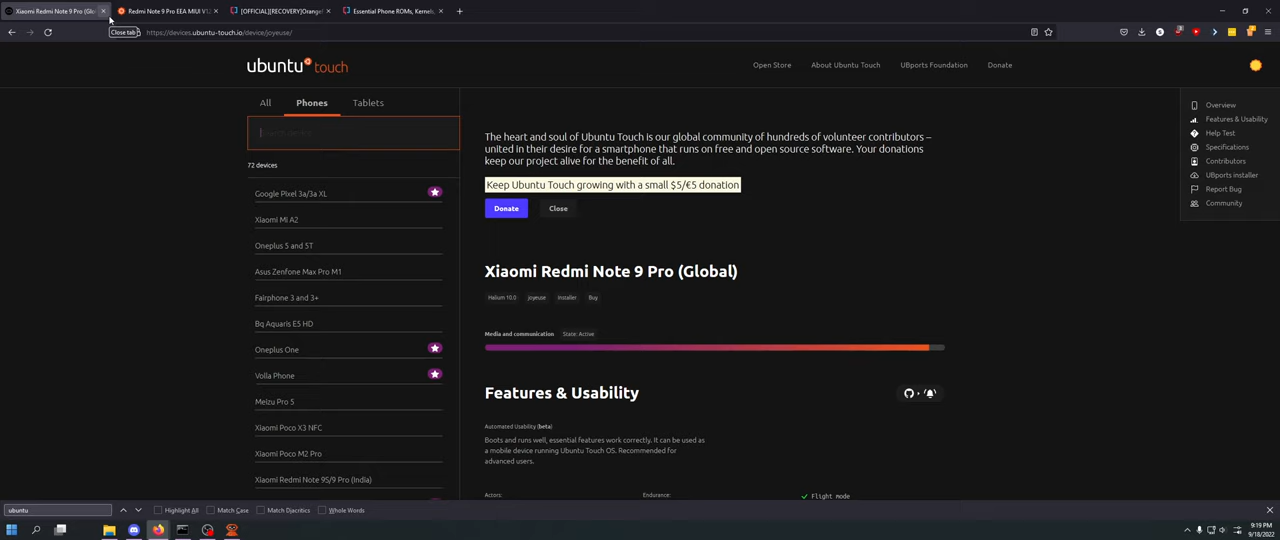 Xiaomi Redmi Note 9 Pro (Glo
Redmi Note 9 Pro EEA MIUI V12
[OFFICIAL][RECOVERY]OrangeF
Essential Phone ROMs, Kernels,
Close tab
https://devices.ubuntu-touch.io/device/joyeuse/
ubuntu touch
Open Store
About Ubuntu Touch
UBports Foundation
Donate
All
Phones
Tablets
72 devices
Google Pixel 3a/3a XL
Xiaomi Mi A2
Oneplus 5 and 5T
Asus Zenfone Max Pro M1
Fairphone 3 and 3+
Bq Aquaris E5 HD
Oneplus One
Volla Phone
Meizu Pro 5
Xiaomi Poco X3 NFC
Xiaomi Poco M2 Pro
Xiaomi Redmi Note 9S/9 Pro (India)
The heart and soul of Ubuntu Touch is our global community of hundreds of volunteer contributors –
united in their desire for a smartphone that runs on free and open source software. Your donations
keep our project alive for the benefit of all.
Keep Ubuntu Touch growing with a small $5/€5 donation
Donate
Close
Xiaomi Redmi Note 9 Pro (Global)
Halium 10.0
joyeuse
installer
Buy
Media and communication
State: Active
Features & Usability
Automated Usability (beta)
Boots and runs well, essential features work correctly. It can be used as
a mobile device running Ubuntu Touch OS. Recommended for
advanced users.
Actors:
Endurance:
Flight mode
Overview
Features & Usability
Help Test
Specifications
Contributors
UBports installer
Report Bug
Community
ubuntu
Highlight All
Match Case
Match Diacritics
Whole Words
9:19 PM
9/18/2022